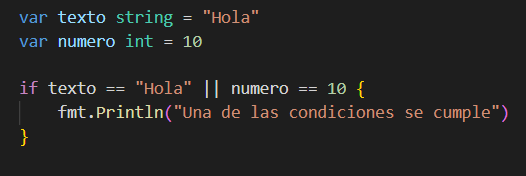 var texto string = "Hola"
var numero int = 10
if texto == "Hola" || numero == 10 {
fmt.Println("Una de las condiciones se cumple")
}